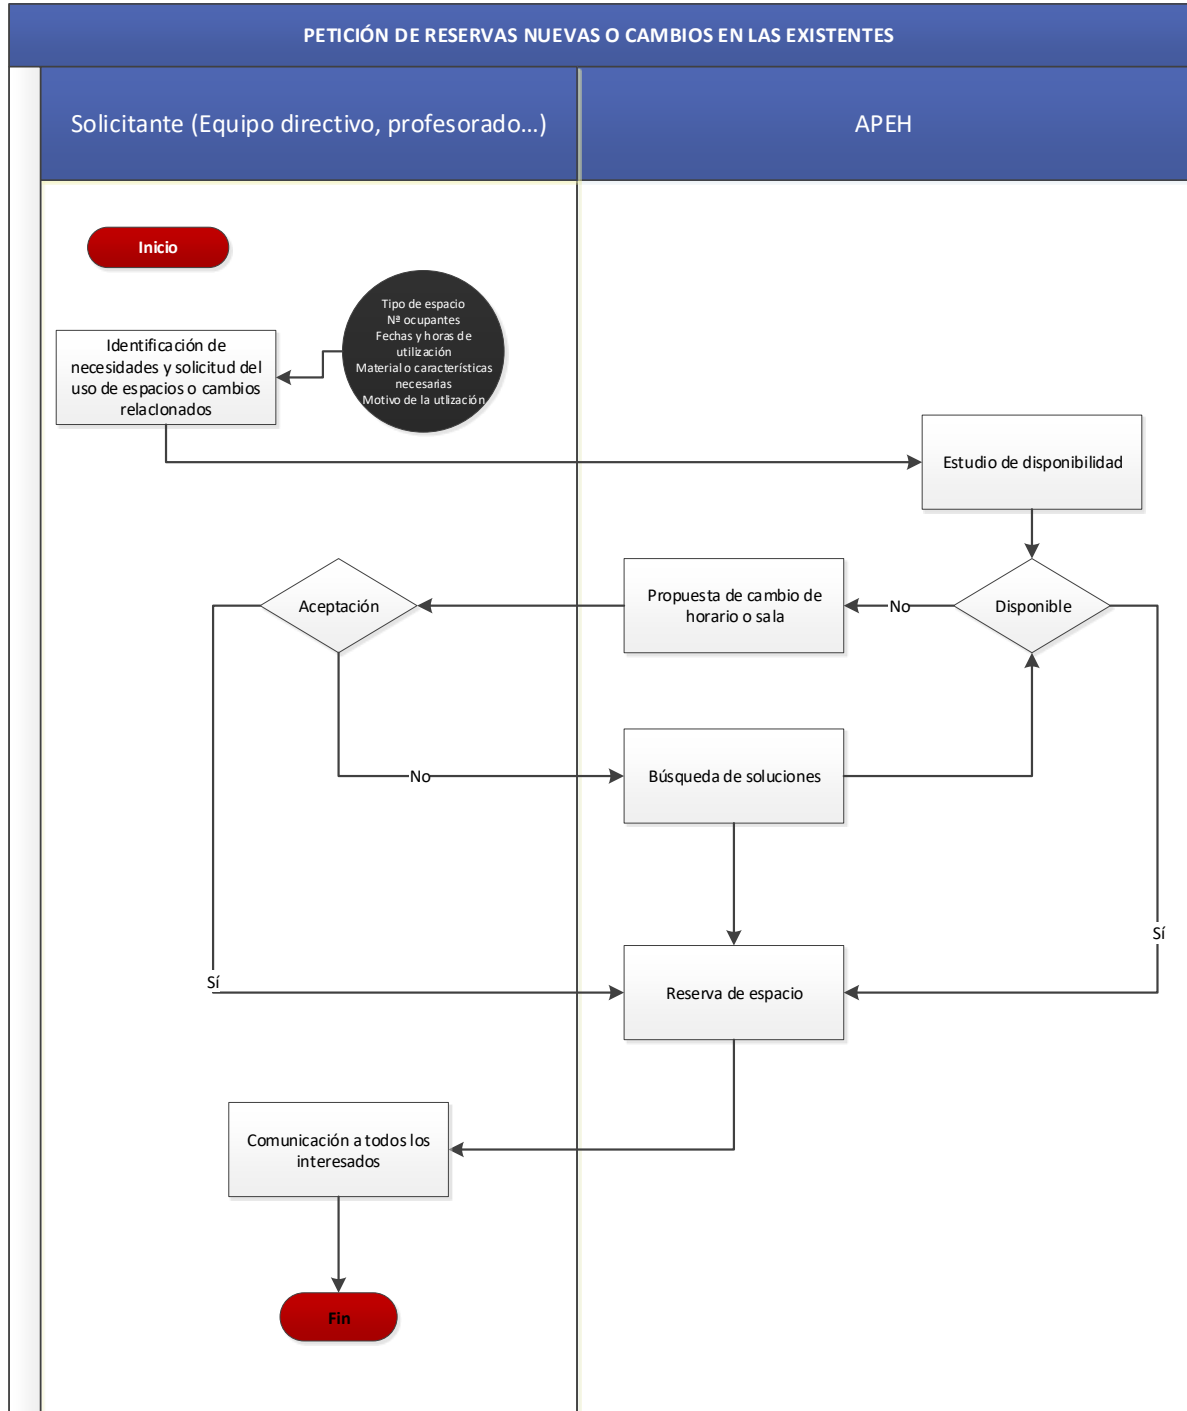 PETICIÓN DE RESERVAS NUEVAS O CAMBIOS EN LAS EXISTENTES
Solicitante (Equipo directivo, profesorado...)
APEH
Inicio
Tipo de espacio
Nª ocupantes
Fechas y horas de
utilización
Material o características
necesarias
Motivo de la utlización
Identificación de
necesidades y solicitud del
uso de espacios o cambios
relacIonados
Estudio de disponibilidad
Aceptación
Propuesta de cambio de
horario o sala
No
Disponible
No
Búsqueda de soluciones
Sí
Sí
Reserva de espacio
Comunicación a todos los
interesados
Fin